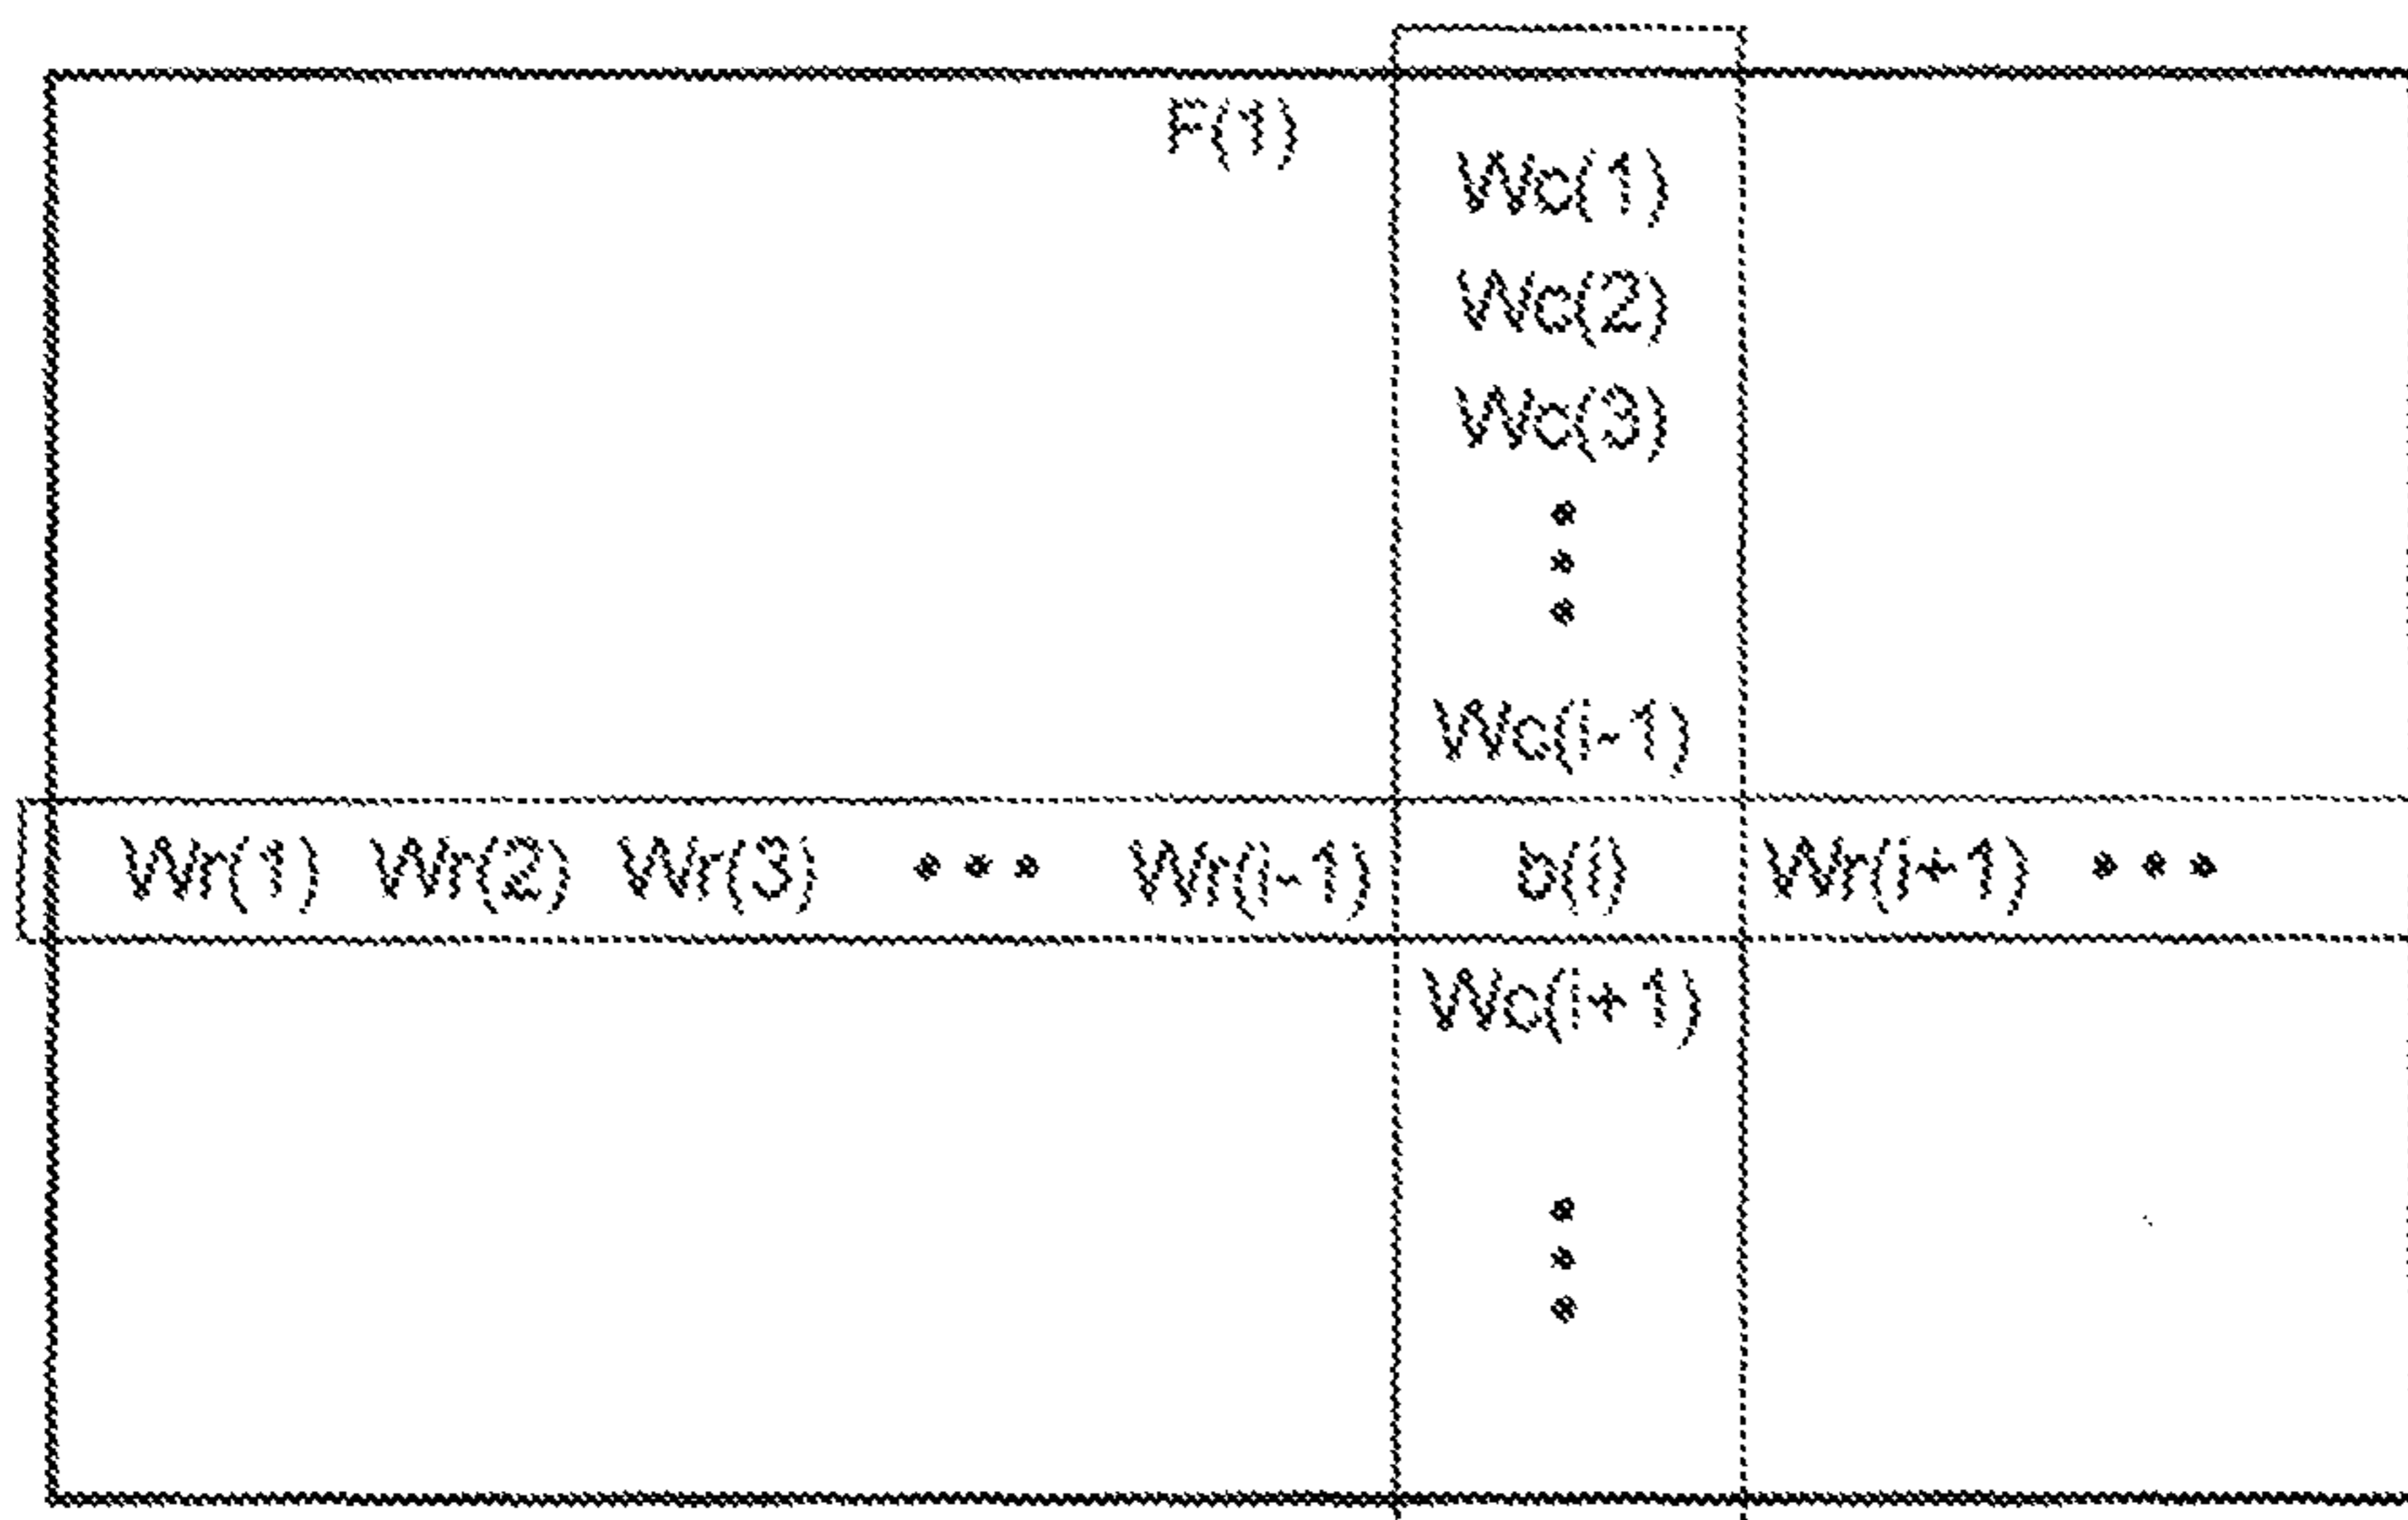 F(1)
Wc(1)
Wc(2)
Wc(3)
Wc(i-1)
Wr(1) Wr(2) Wr(3) • • • Wr(i-1) b(i) Wr(i+1) • • •
Wc(i+1)